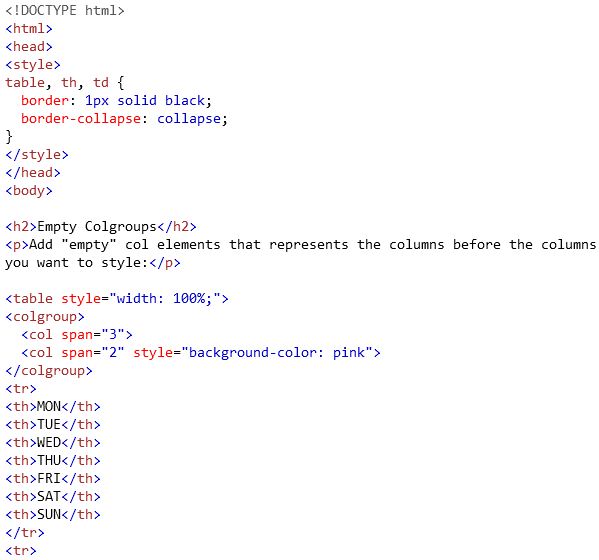 <!DOCTYPE html>
<html>
<head>
<style>
table, th, td {
  border: 1px solid black;
  border-collapse: collapse;
}
</style>
</head>
<body>

<h2>Empty Colgroups</h2>
<p>Add "empty" col elements that represents the columns before the columns
you want to style:</p>

<table style="width: 100%;">
<colgroup>
  <col span="3">
  <col span="2" style="background-color: pink">
</colgroup>
<tr>
<th>MON</th>
<th>TUE</th>
<th>WED</th>
<th>THU</th>
<th>FRI</th>
<th>SAT</th>
<th>SUN</th>
</tr>
<tr>